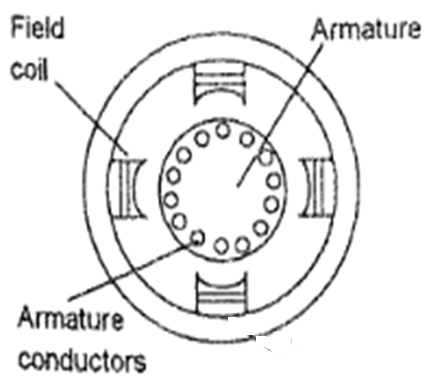 Field
coil
Armature
Armature
conductors